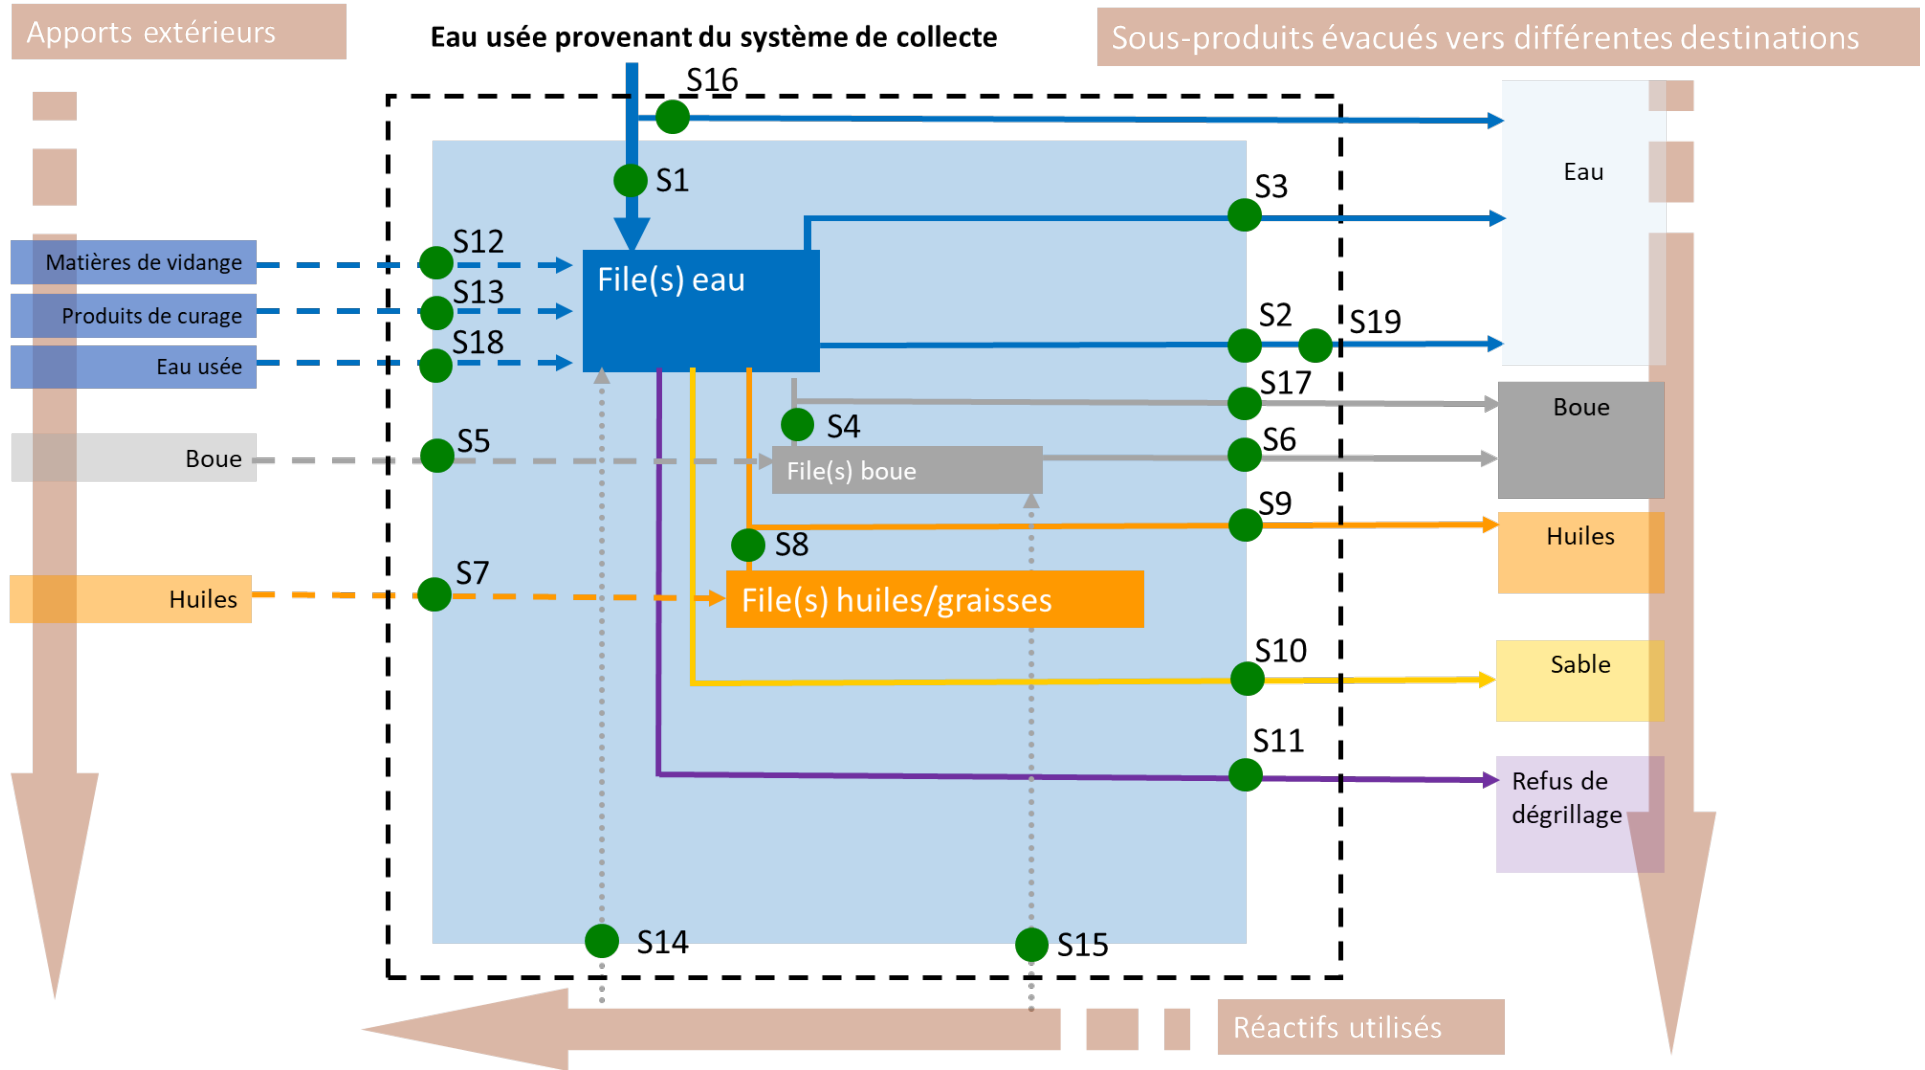 Apports extérieurs
Eau usée provenant du système de collecte
Sous-produits évacués vers différentes destinations
S16
Eau
S1
S3
S12
Matières de vidange
File(s) eau
S13
Produits de curage
S2
S19
S18
Eau usée
S17
Boue
S4
S5
S6
Boue
File(s) boue
S9
Huiles
S8
S7
Huiles
File(s) huiles/graisses
S10
Sable
S11
Refus de
dégrillage
S14
S15
Réactifs utilisés